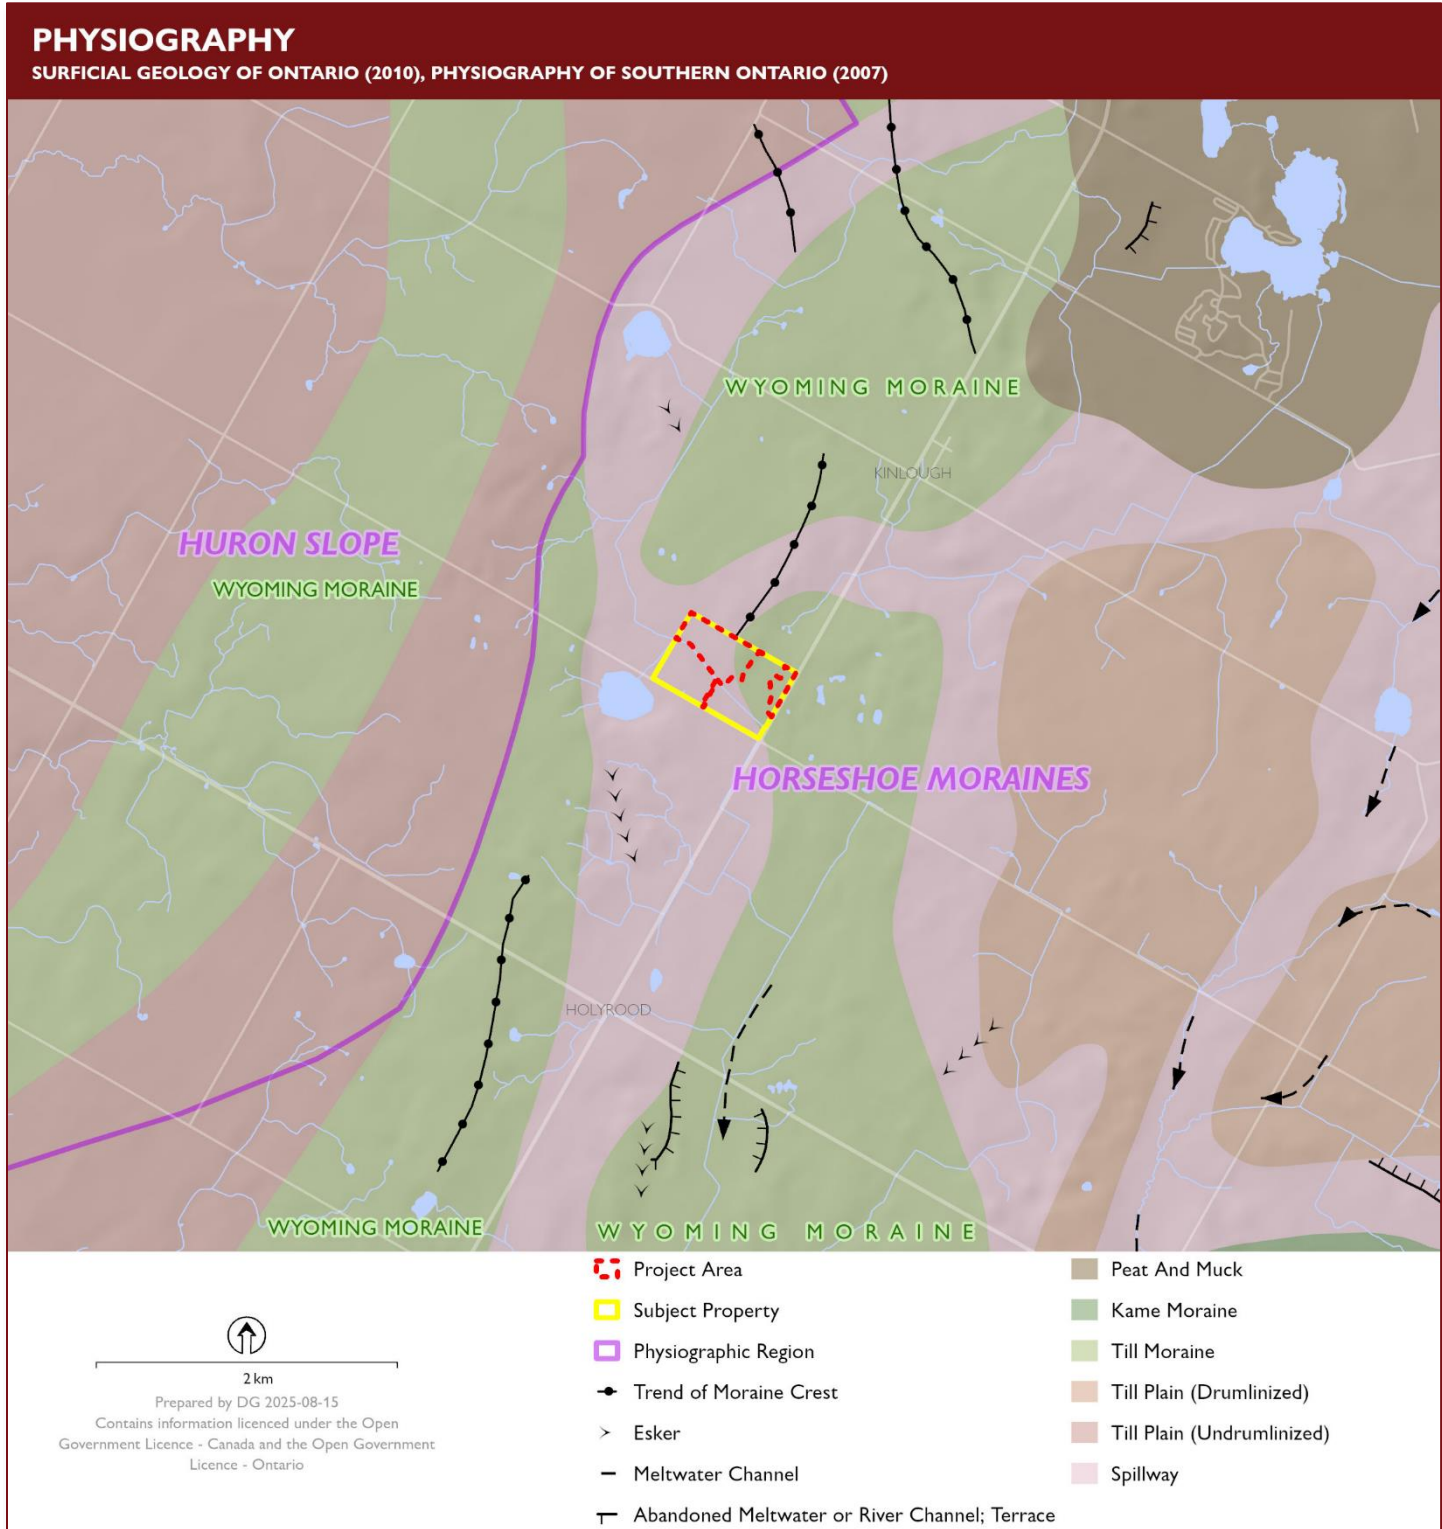 PHYSIOGRAPHY
SURFICIAL GEOLOGY OF ONTARIO (2010), PHYSIOGRAPHY OF SOUTHERN ONTARIO (2007)
WYOMING MORAINE
KINLOUGH
HURON SLOPE
WYOMING MORAINE
HORSESHOE MORAINES
HOLYROOD
WYOMING MORAINE
WYOMING MORAINE
2 km
Prepared by DG 2025-08-15
Contains information licenced under the Open
Government Licence - Canada and the Open Government
Licence - Ontario
Project Area
Subject Property
Physiographic Region
Trend of Moraine Crest
Esker
Meltwater Channel
Abandoned Meltwater or River Channel; Terrace
Peat And Muck
Kame Moraine
Till Moraine
Till Plain (Drumlinized)
Till Plain (Undrumlinized)
Spillway